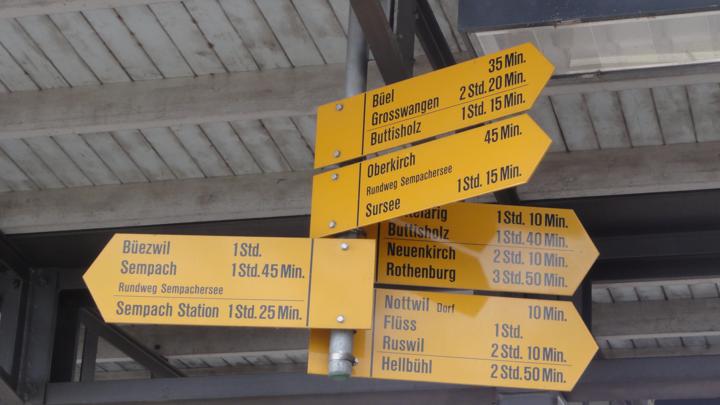 Büel 35 Min.
Grosswangen 2 Std. 20 Min.
Buttisholz 1 Std. 15 Min.
Oberkirch 45 Min.
Rundweg Sempachersee
Sursee 1 Std. 15 Min.
1 Std. 10 Min.
Buttisholz 1 Std. 40 Min.
Neuenkirch 2 Std. 10 Min.
Rothenburg 3 Std. 50 Min.
Büezwil 1 Std.
Sempach 1 Std. 45 Min.
Rundweg Sempachersee
Sempach Station 1 Std. 25 Min.
Nottwil Dorf 10 Min.
Flüss 1 Std.
Ruswil 2 Std. 10 Min.
Hellbühl 2 Std. 50 Min.